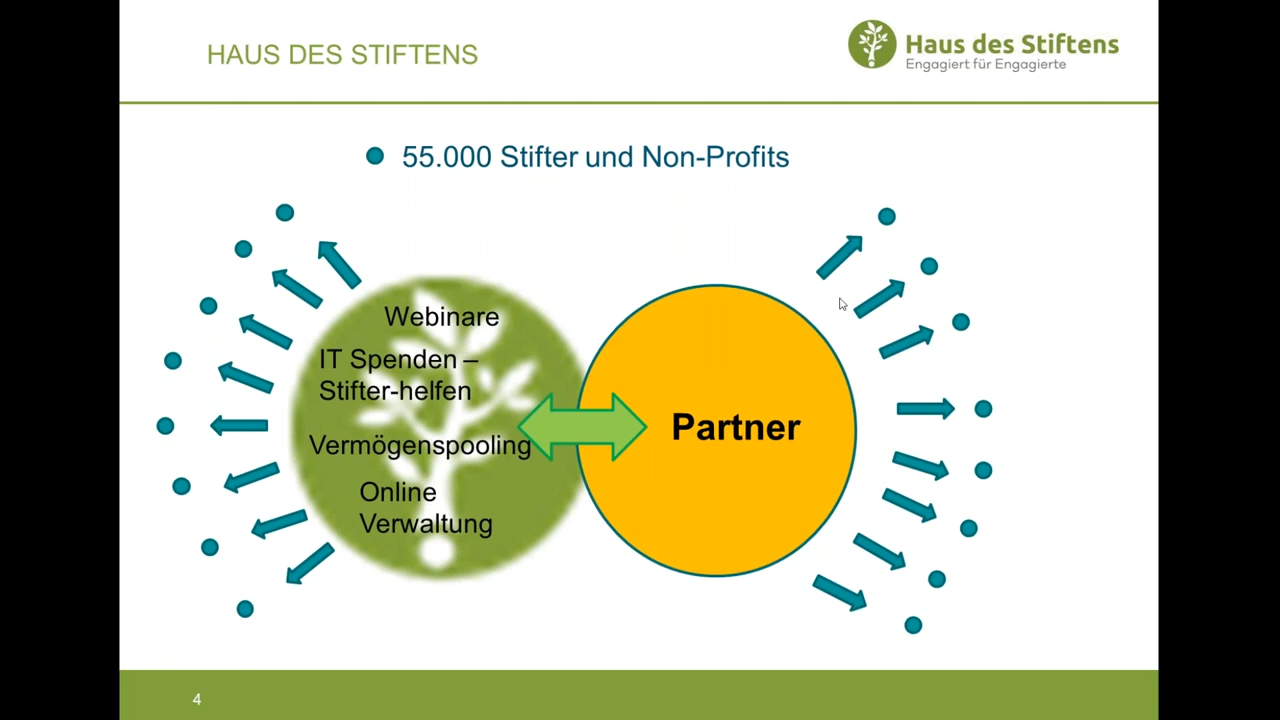 HAUS DES STIFTENS
Haus des Stiftens
Engagiert für Engagierte
55.000 Stifter und Non-Profits
Webinare
IT Spenden –
Stifter-helfen
Vermögenspooling
Online
Verwaltung
Partner
4